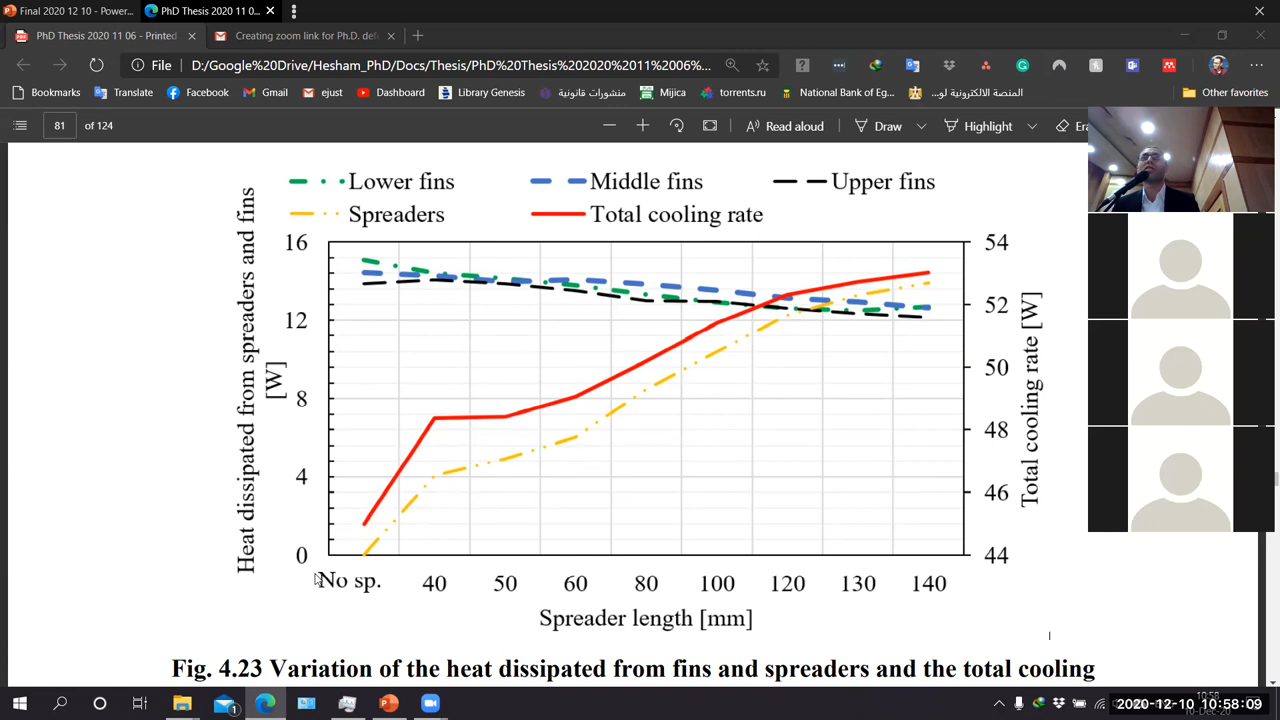 Final 2020 12 10 - Power...
PhD Thesis 2020 11 0...
PhD Thesis 2020 11 06 - Printed
Creating zoom link for Ph.D. def
File
D:/Google%20Drive/Hesham_PhD/Docs/Thesis/PhD%20Thesis%202020%2011%2006%...
Bookmarks
Translate
Facebook
Gmail
ejust
Dashboard
Library Genesis
منشورات قانونية
Mijica
torrents.ru
National Bank of Eg...
المنصة الالكترونية لو...
Other favorites
81 of 124
Read aloud
Draw
Highlight
Era
Lower fins
Middle fins
Upper fins
Spreaders
Total cooling rate
Heat dissipated from spreaders and fins
[W]
16
12
8
4
0
54
52
50
48
46
44
Total cooling rate [W]
No sp. 40 50 60 80 100 120 130 140
Spreader length [mm]
Fig. 4.23 Variation of the heat dissipated from fins and spreaders and the total cooling
1
2020-12-10 10:58:09